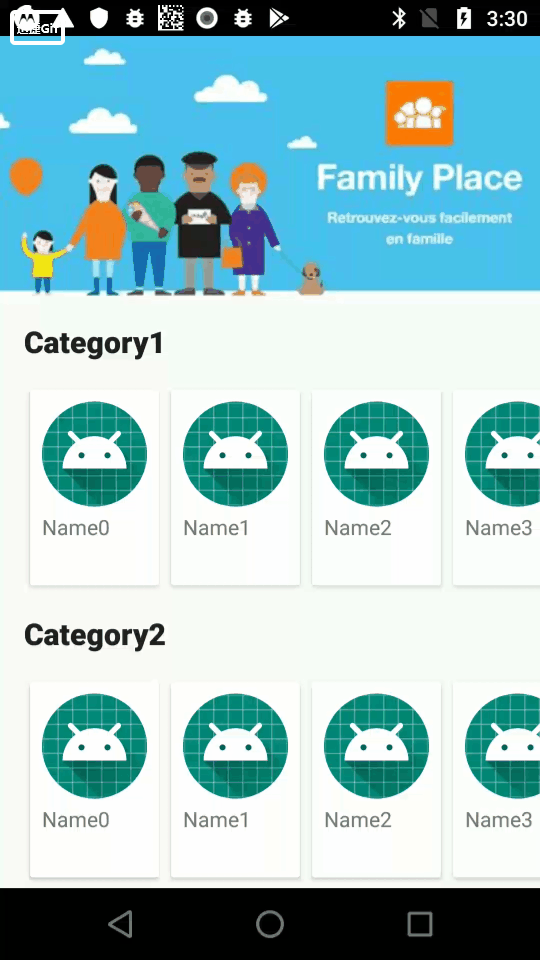 3:30
Family Place
Retrouvez-vous facilement
en famille
Category1
Name0
Name1
Name2
Name3
Category2
Name0
Name1
Name2
Name3